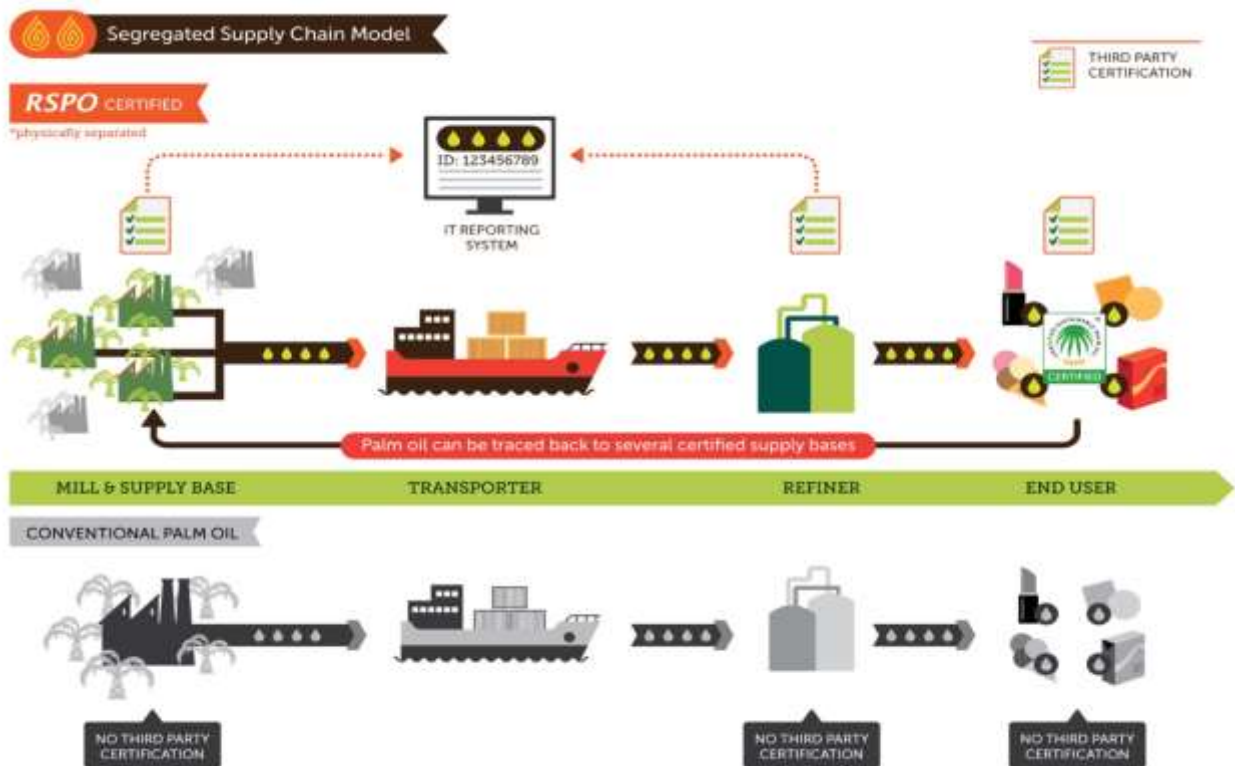 Segregated Supply Chain Model
THIRD PARTY
CERTIFICATION
RSPO CERTIFIED
*physically separated
ID: 123456789
IT REPORTING
SYSTEM
CERTIFIED
Palm oil can be traced back to several certified supply bases
MILL & SUPPLY BASE
TRANSPORTER
REFINER
END USER
CONVENTIONAL PALM OIL
NO THIRD PARTY
CERTIFICATION
NO THIRD PARTY
CERTIFICATION
NO THIRD PARTY
CERTIFICATION